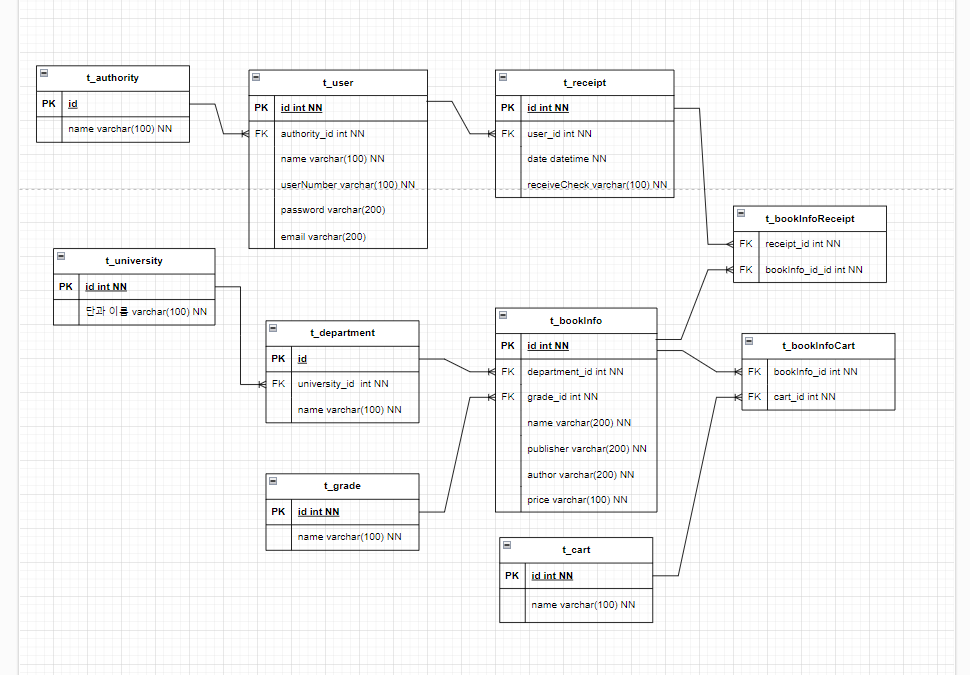 t_authority
PK id
name varchar(100) NN
t_user
PK id int NN
FK authority_id int NN
name varchar(100) NN
userNumber varchar(100) NN
password varchar(200)
email varchar(200)
t_receipt
PK id int NN
FK user_id int NN
date datetime NN
receiveCheck varchar(100) NN
t_bookInfoReceipt
FK receipt_id int NN
FK bookInfo_id_id int NN
t_university
PK id int NN
단과 이름 varchar(100) NN
t_department
PK id
FK university_id int NN
name varchar(100) NN
t_bookInfo
PK id int NN
FK department_id int NN
FK grade_id int NN
name varchar(200) NN
publisher varchar(200) NN
author varchar(200) NN
price varchar(100) NN
t_bookInfoCart
FK bookInfo_id int NN
FK cart_id int NN
t_grade
PK id int NN
name varchar(100) NN
t_cart
PK id int NN
name varchar(100) NN